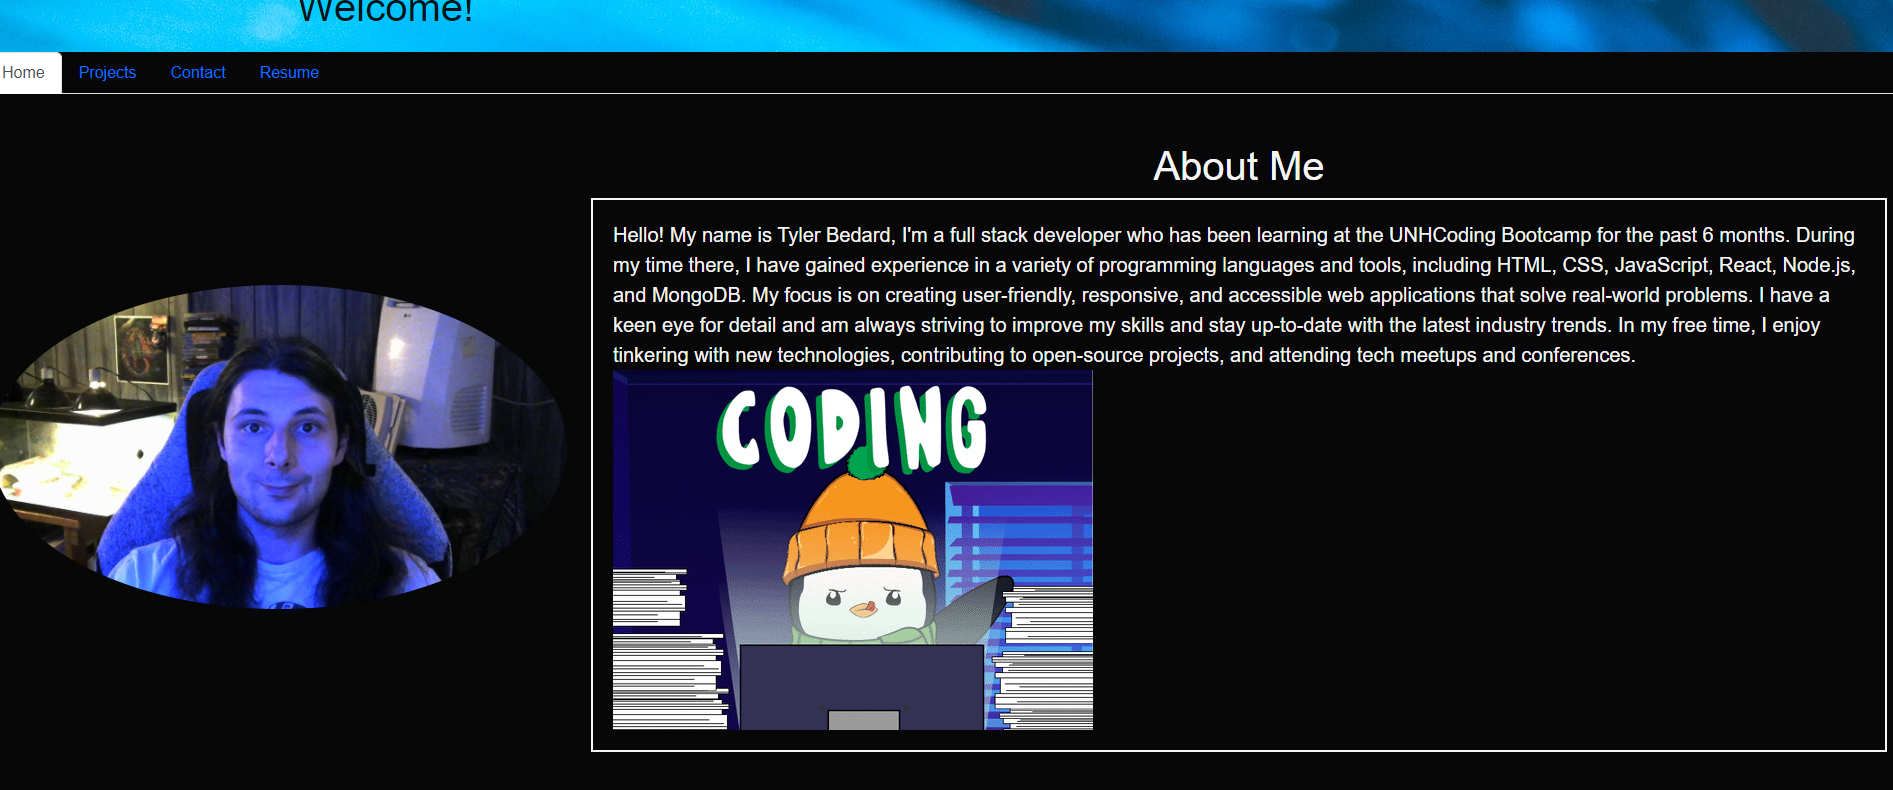 Welcome!
Home Projects Contact Resume
About Me
Hello! My name is Tyler Bedard, I'm a full stack developer who has been learning at the UNHCoding Bootcamp for the past 6 months. During
my time there, I have gained experience in a variety of programming languages and tools, including HTML, CSS, JavaScript, React, Node.js,
and MongoDB. My focus is on creating user-friendly, responsive, and accessible web applications that solve real-world problems. I have a
keen eye for detail and am always striving to improve my skills and stay up-to-date with the latest industry trends. In my free time, I enjoy
tinkering with new technologies, contributing to open-source projects, and attending tech meetups and conferences.
CODING